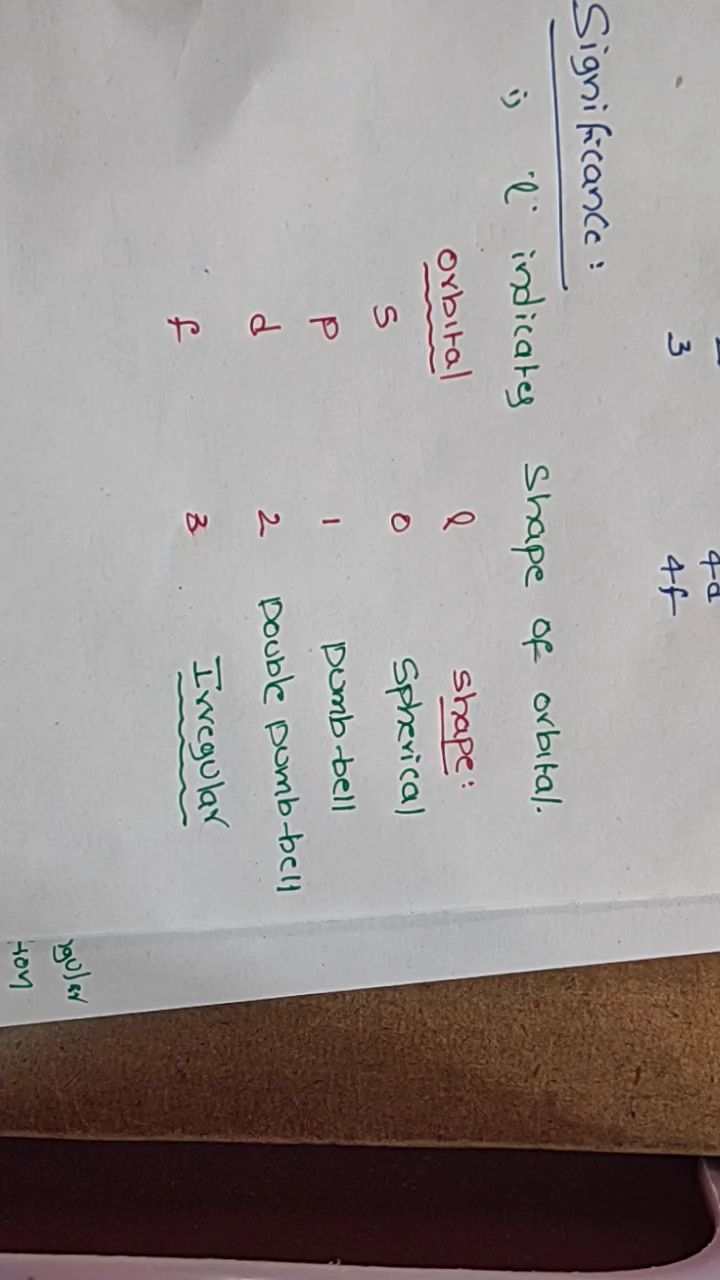 3 4f
Significance:
i) 'l' indicates shape of orbital.
orbital l shape:
s 0 Spherical
p 1 Dumb-bell
d 2 Double Dumb-bell
f 3 Irregular